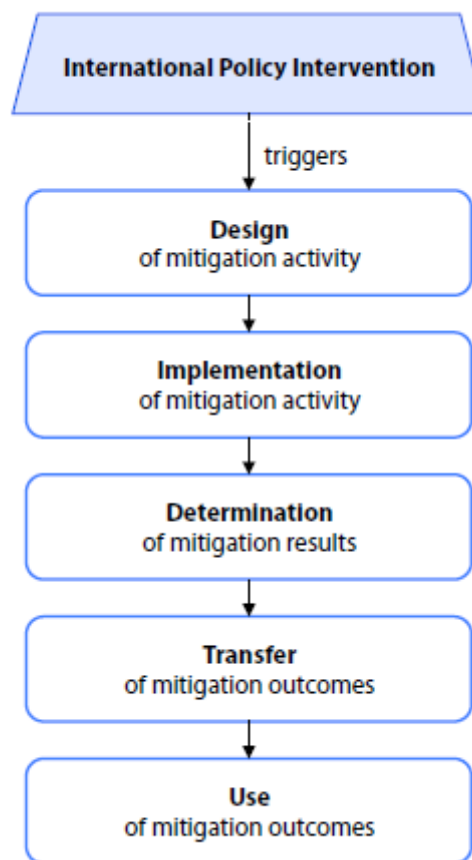 International Policy Intervention
triggers
Design
of mitigation activity
Implementation
of mitigation activity
Determination
of mitigation results
Transfer
of mitigation outcomes
Use
of mitigation outcomes